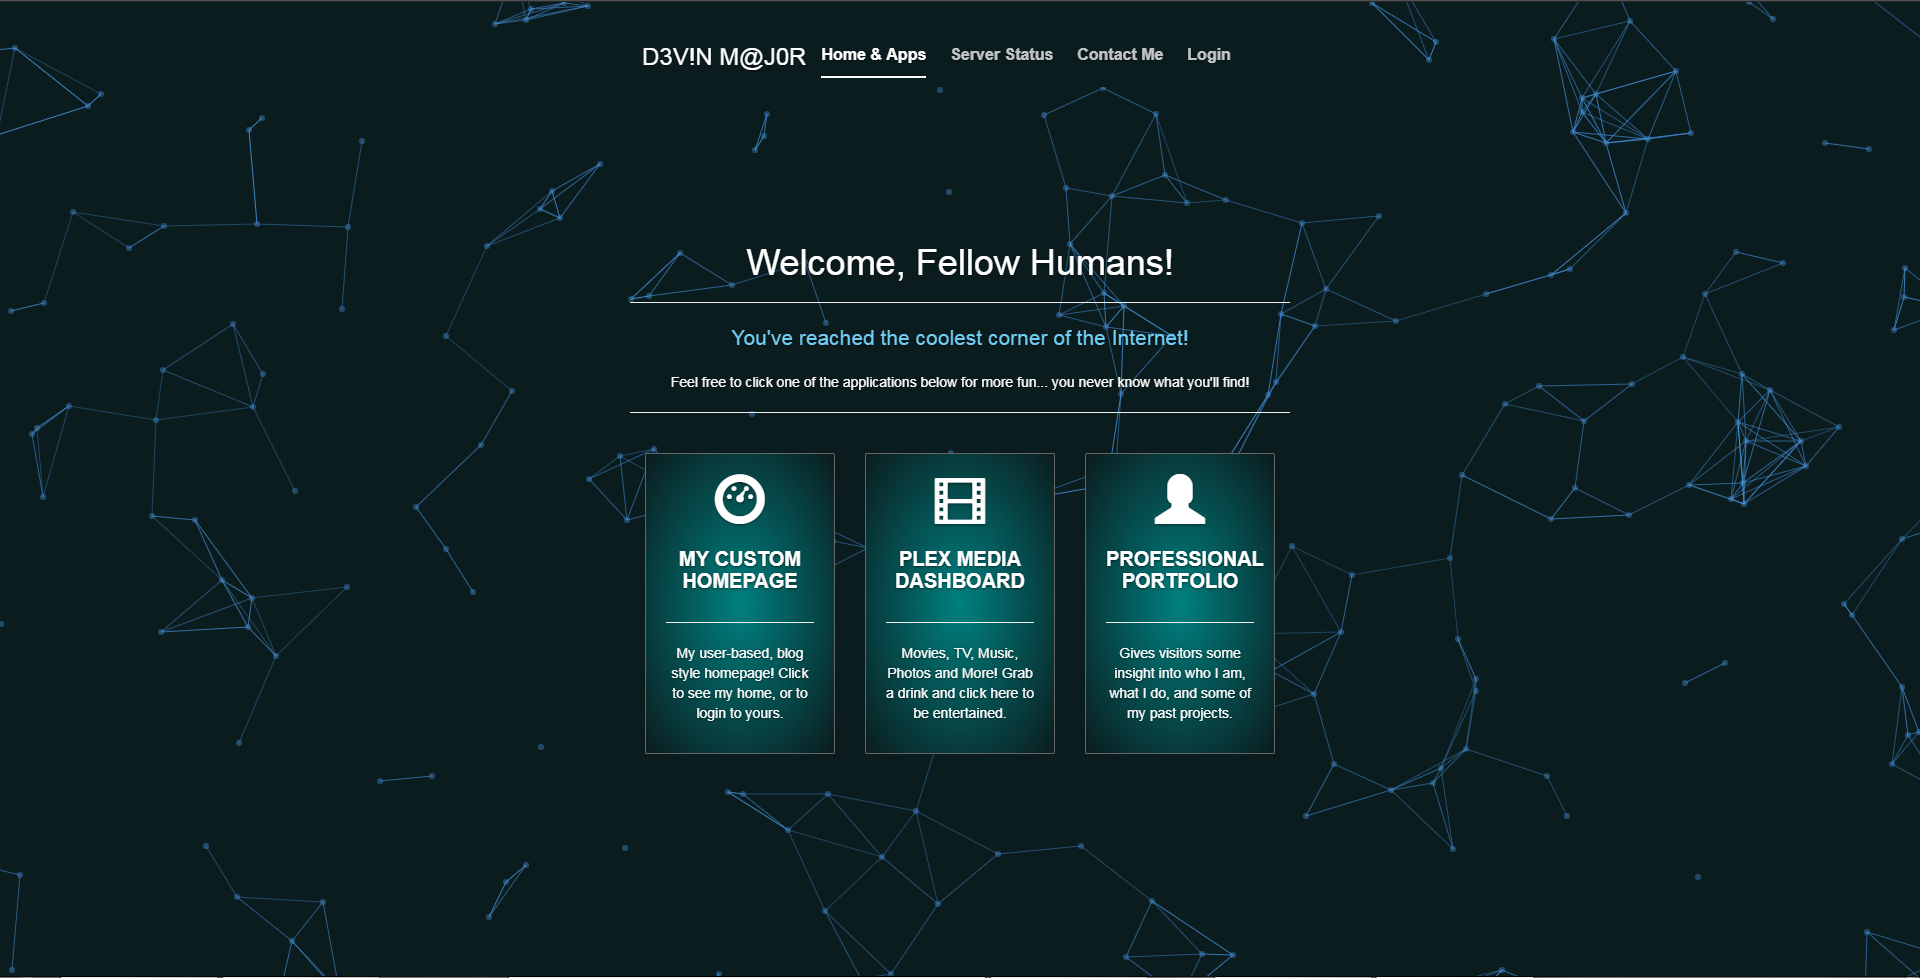 D3V!N M@J0R Home & Apps Server Status Contact Me Login
Welcome, Fellow Humans!
You've reached the coolest corner of the Internet!
Feel free to click one of the applications below for more fun... you never know what you'll find!
MY CUSTOM
HOMEPAGE
My user-based, blog
style homepage! Click
to see my home, or to
login to yours.
PLEX MEDIA
DASHBOARD
Movies, TV, Music,
Photos and More! Grab
a drink and click here to
be entertained.
PROFESSIONAL
PORTFOLIO
Gives visitors some
insight into who I am,
what I do, and some of
my past projects.